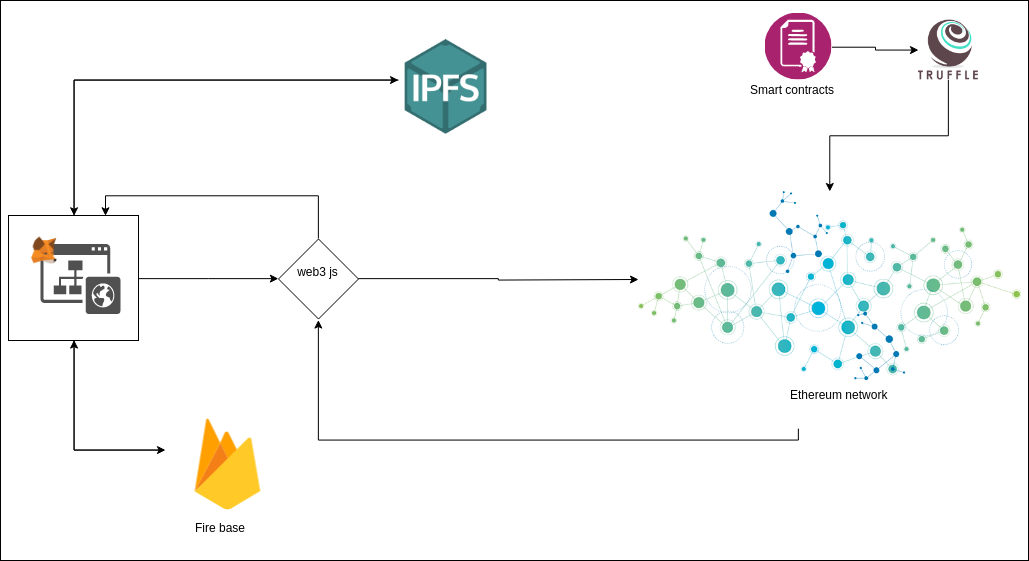 IPFS
Smart contracts
TRUFFLE
web3 js
Ethereum network
Fire base